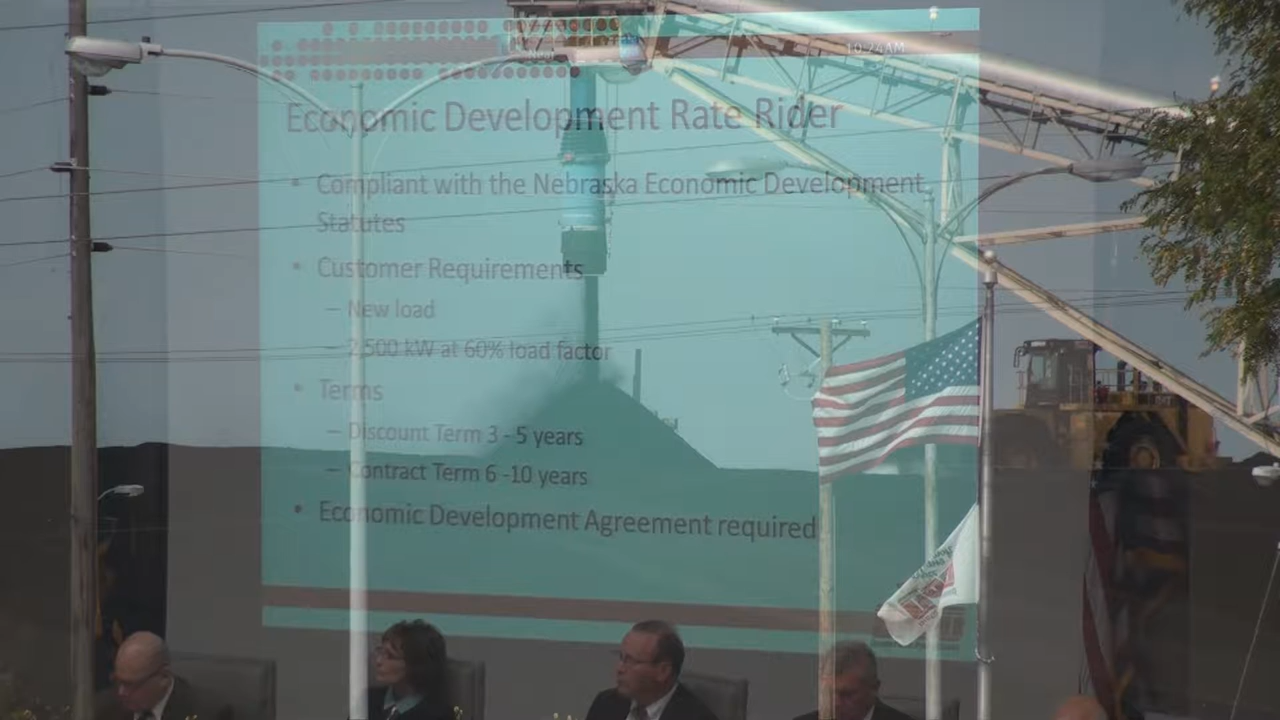 10:24AM
Economic Development Rate Rider
• Compliant with the Nebraska Economic Development
Statutes
• Customer Requirements
– New load
– 2,500 kW at 60% load factor
• Terms
– Discount Term 3 - 5 years
– Contract Term 6 -10 years
• Economic Development Agreement required